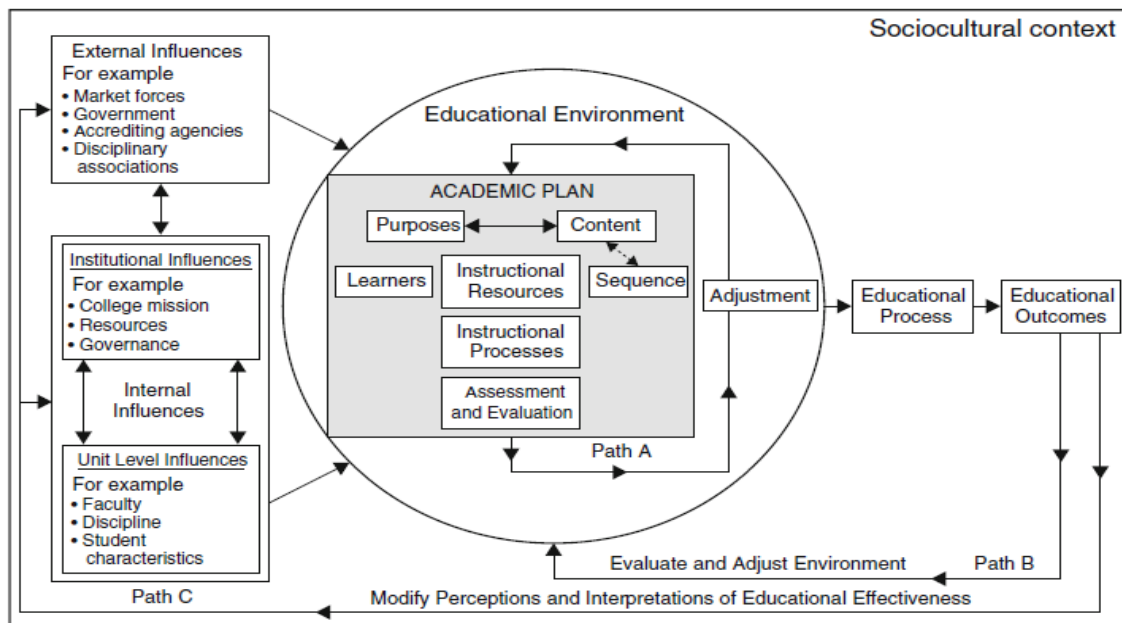 Sociocultural context
External Influences
For example
• Market forces
• Government
• Accrediting agencies
• Disciplinary
associations
Institutional Influences
For example
• College mission
• Resources
• Governance
Internal
Influences
Unit Level Influences
For example
• Faculty
• Discipline
• Student
characteristics
Educational Environment
ACADEMIC PLAN
Purposes
Content
Learners
Instructional
Resources
Sequence
Instructional
Processes
Assessment
and Evaluation
Path A
Adjustment
Educational
Process
Educational
Outcomes
Evaluate and Adjust Environment
Path B
Path C
Modify Perceptions and Interpretations of Educational Effectiveness